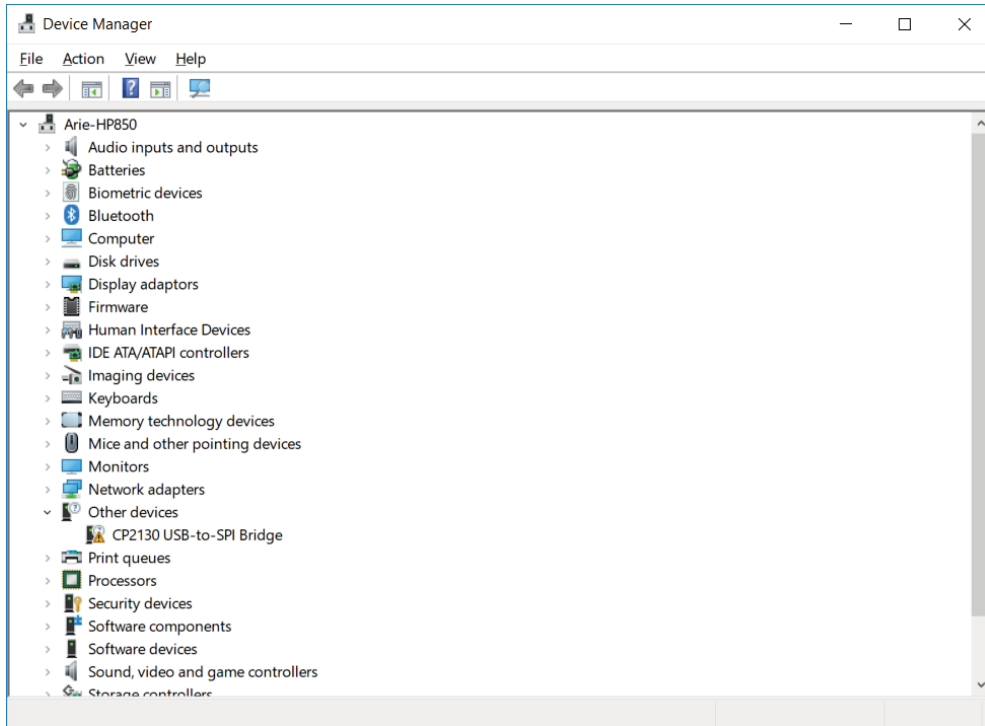 Device Manager
File Action View Help
Arie-HP850
Audio inputs and outputs
Batteries
Biometric devices
Bluetooth
Computer
Disk drives
Display adaptors
Firmware
Human Interface Devices
IDE ATA/ATAPI controllers
Imaging devices
Keyboards
Memory technology devices
Mice and other pointing devices
Monitors
Network adapters
Other devices
CP2130 USB-to-SPI Bridge
Print queues
Processors
Security devices
Software components
Software devices
Sound, video and game controllers
Storage controllers